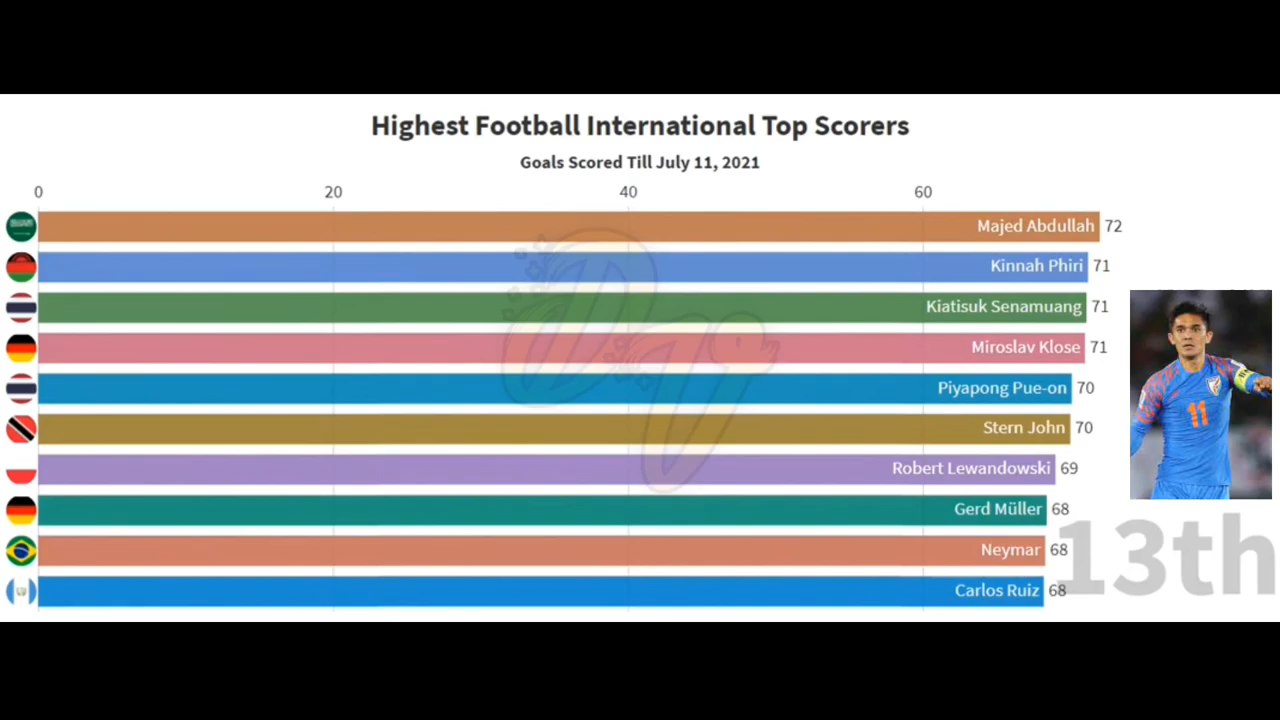 Highest Football International Top Scorers
Goals Scored Till July 11, 2021
0 20 40 60
Majed Abdullah 72
Kinnah Phiri 71
Kiatisuk Senamuang 71
Miroslav Klose 71
Piyapong Pue-on 70
Stern John 70
Robert Lewandowski 69
Gerd Müller 68
Neymar 68
Carlos Ruiz 68
11
13th